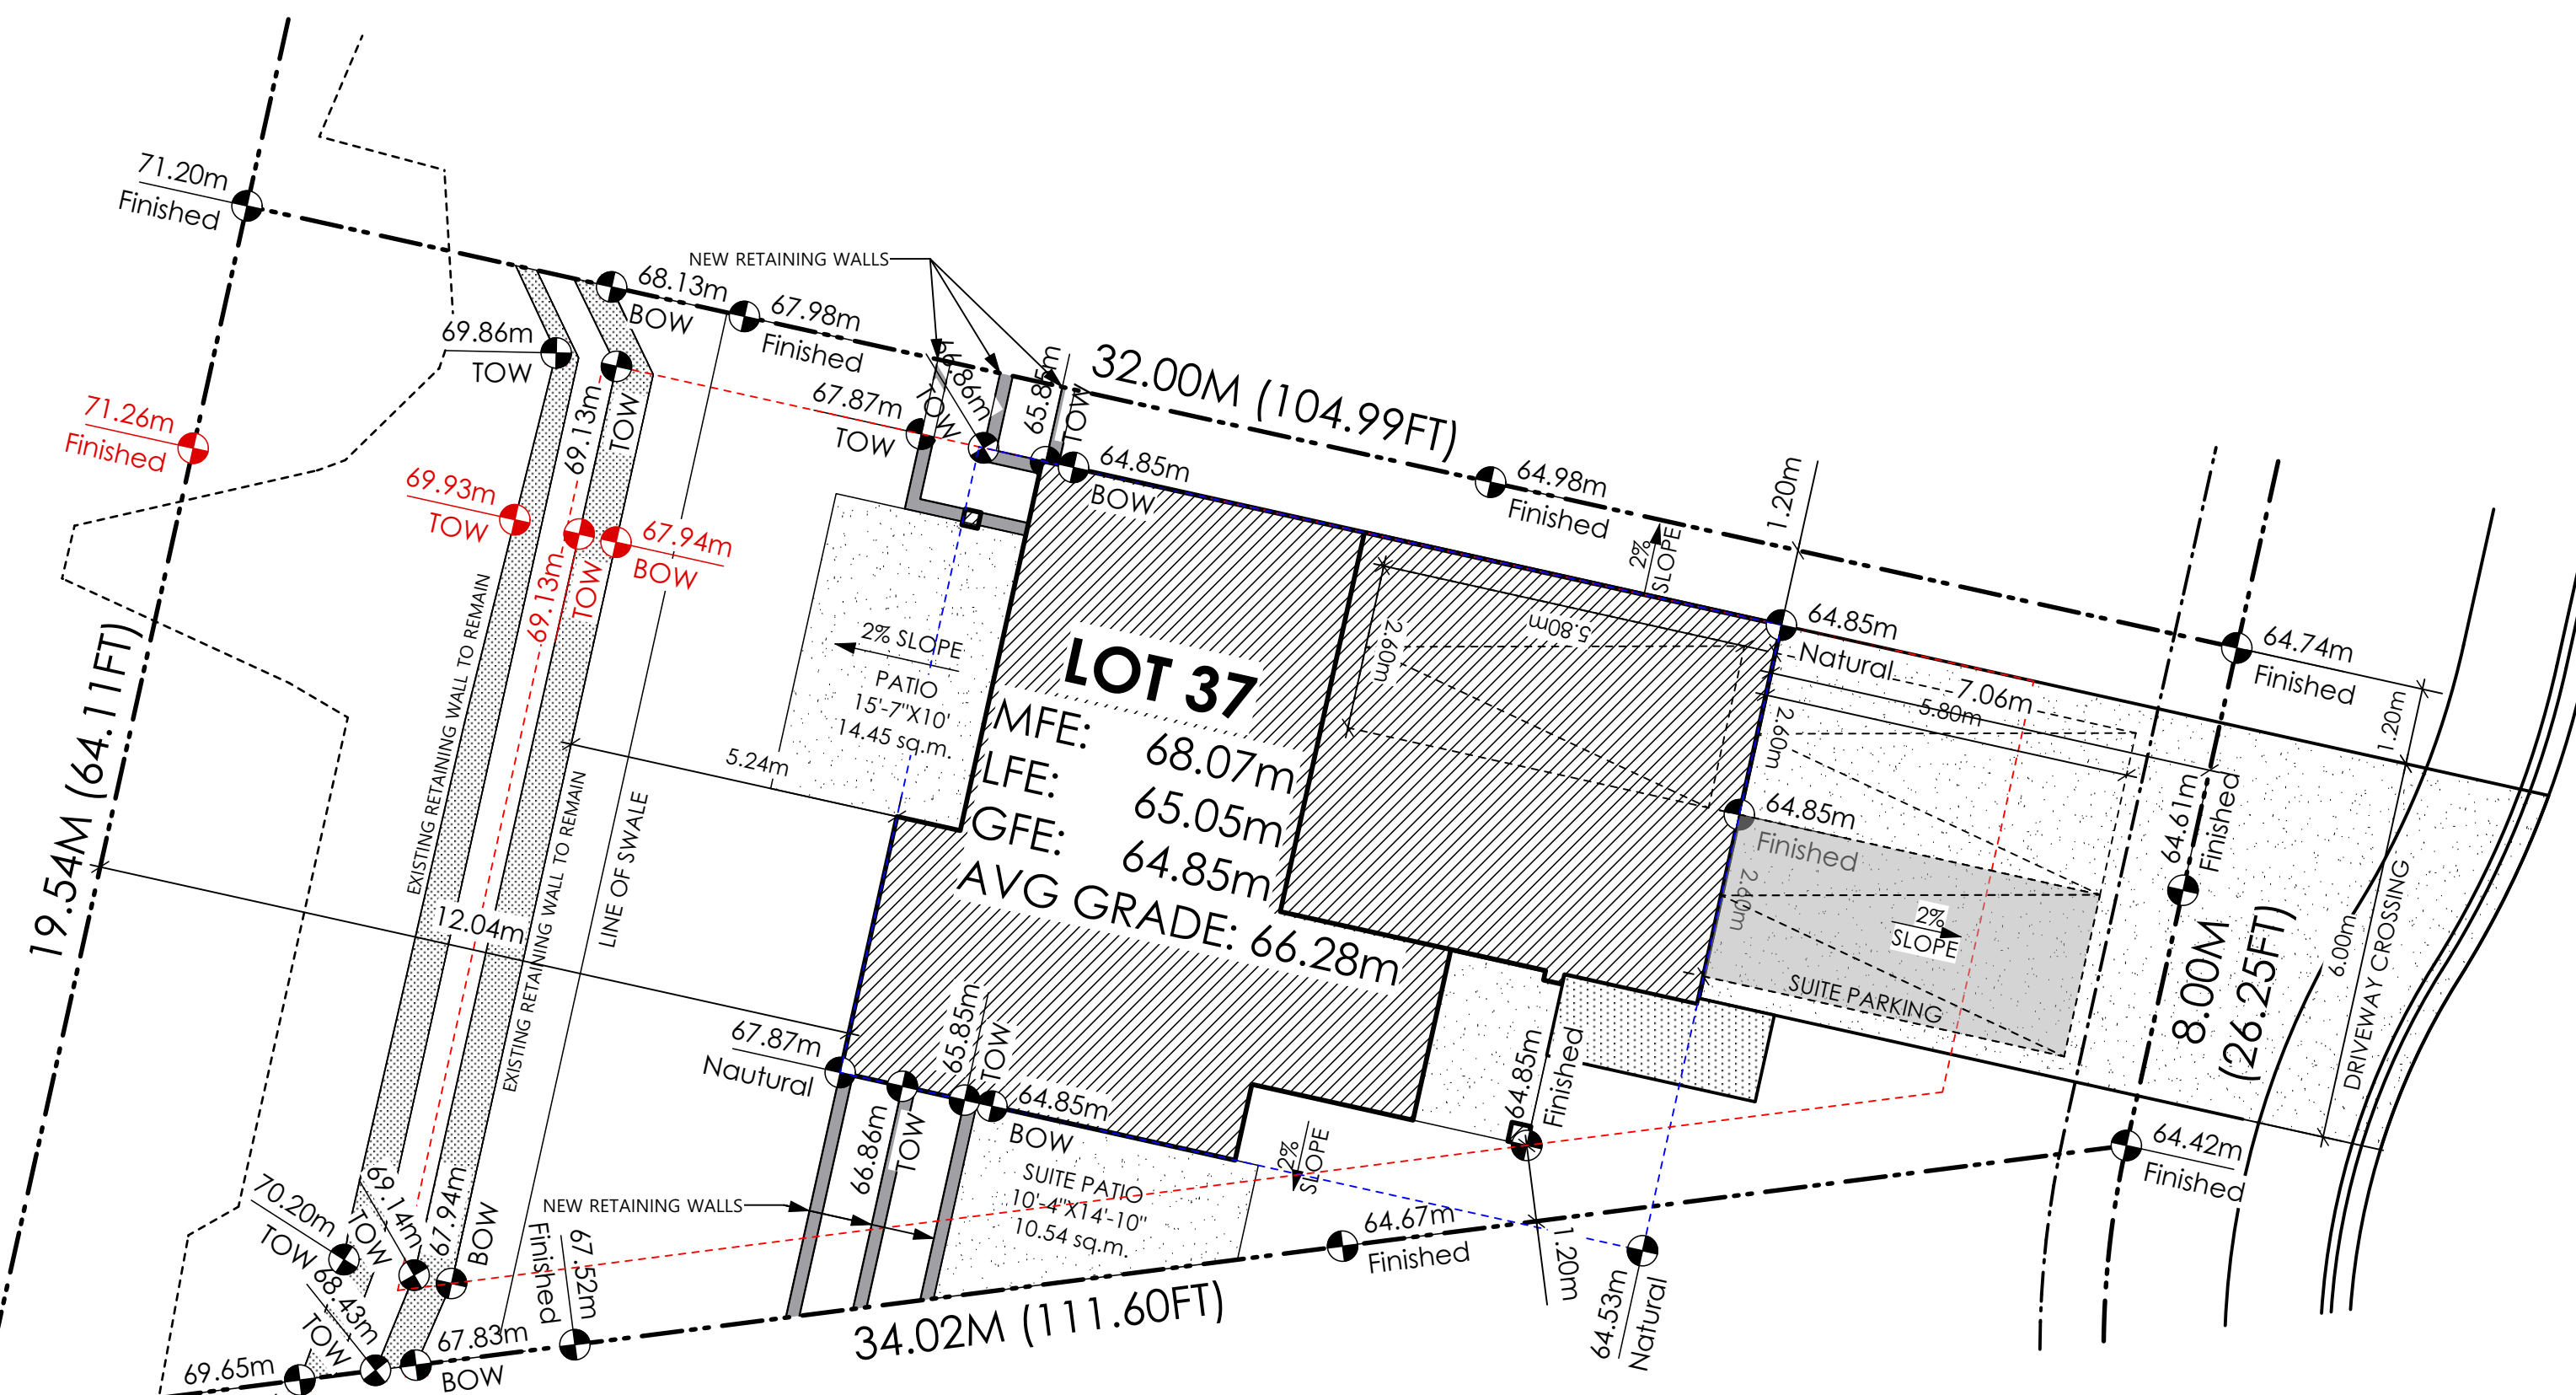 71.20m
Finished
NEW RETAINING WALLS
68.13m
BOW
67.98m
Finished
69.86m
TOW
69.13m
TOW
67.87m
TOW
66.86m
TOW
65.85m
TOW
64.85m
BOW
32.00M (104.99FT)
64.98m
Finished
1.20m
2%
SLOPE
71.26m
Finished
69.93m
TOW
69.13m
TOW
67.94m
BOW
64.85m
Natural
64.74m
Finished
7.06m
5.80m
2.60m
5.80m
2.60m
1.20m
19.54M (64.11FT)
EXISTING RETAINING WALL TO REMAIN
EXISTING RETAINING WALL TO REMAIN
LINE OF SWALE
2% SLOPE
PATIO
15'-7"X10'
14.45 sq.m.
5.24m
12.04m
LOT 37
MFE: 68.07m
LFE: 65.05m
GFE: 64.85m
AVG GRADE: 66.28m
64.85m
Finished
2.60m
2%
SLOPE
SUITE PARKING
64.61m
Finished
8.00M
(26.25FT)
6.00m
DRIVEWAY CROSSING
67.87m
Nautural
65.85m
TOW
64.85m
BOW
66.86m
TOW
64.85m
Finished
2%
SLOPE
SUITE PATIO
10'-4"X14'-10"
10.54 sq.m.
NEW RETAINING WALLS
64.42m
Finished
64.67m
Finished
1.20m
64.53m
Natural
34.02M (111.60FT)
70.20m
TOW
69.14m
TOW
67.94m
BOW
67.52m
Finished
68.43m
TOW
67.83m
BOW
69.65m